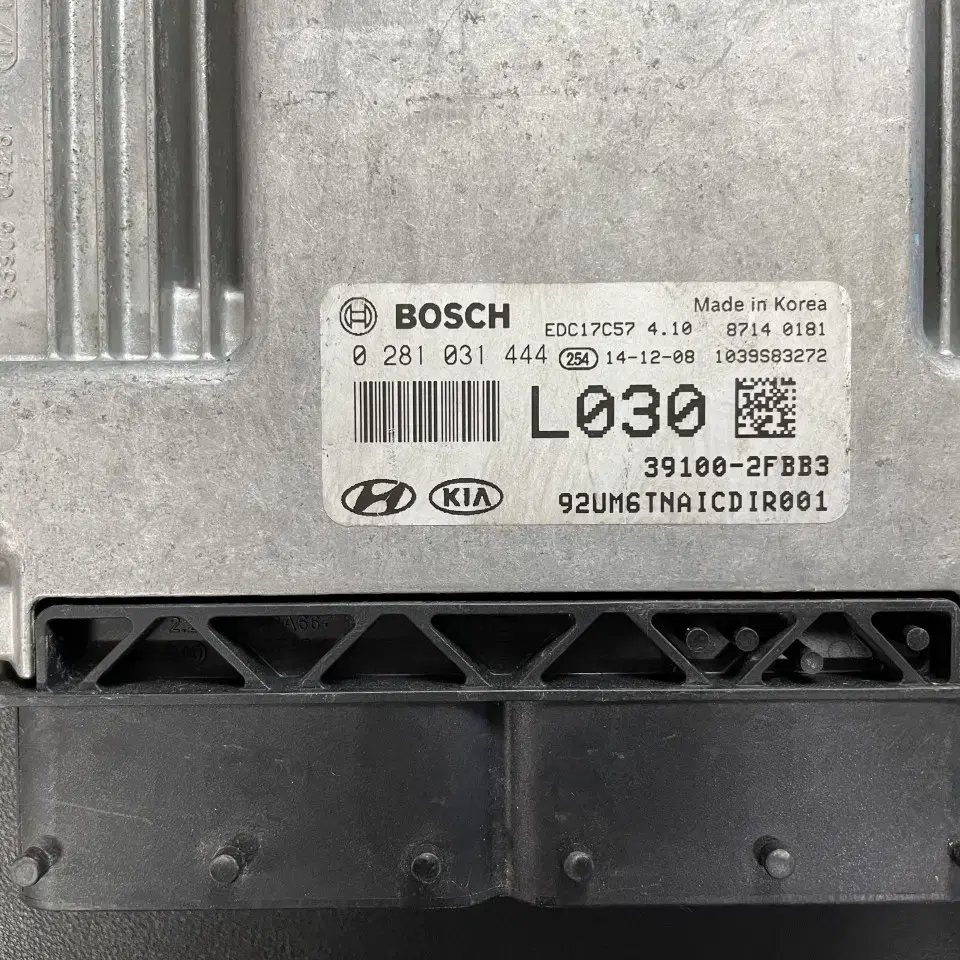 BOSCH
Made in Korea
EDC17C57 4.10 8714 0181
0 281 031 444 254 14-12-08 1039S83272
L030
39100-2FBB3
KIA
92UM6TNAICDIR001